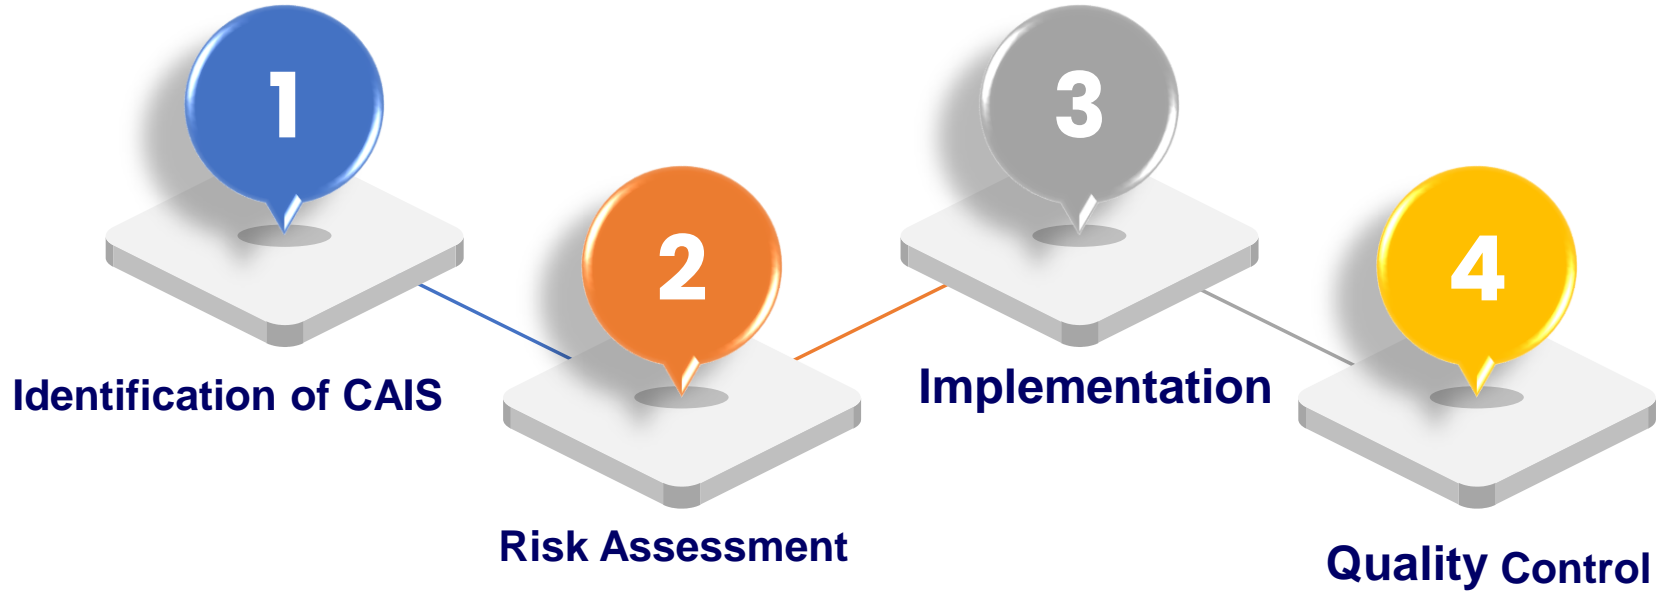 1
Identification of CAIS
2
Risk Assessment
3
Implementation
4
Quality Control